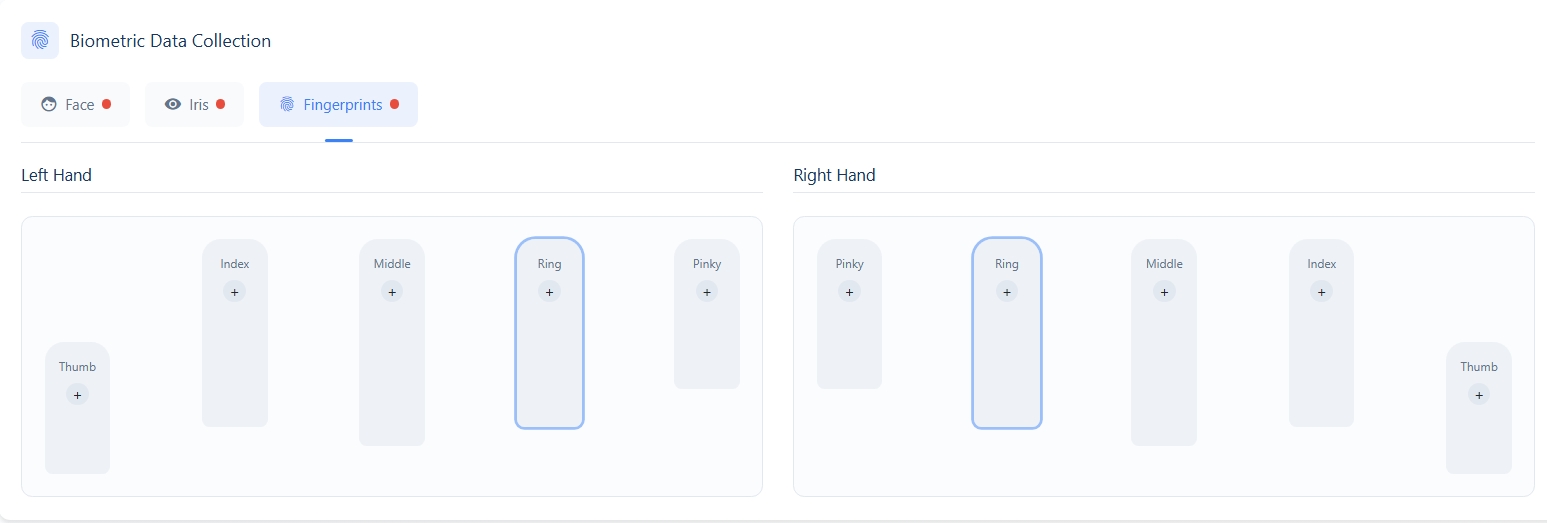 Biometric Data Collection
Face
Iris
Fingerprints
Left Hand
Thumb
+
Index
+
Middle
+
Ring
+
Pinky
+
Right Hand
Pinky
+
Ring
+
Middle
+
Index
+
Thumb
+